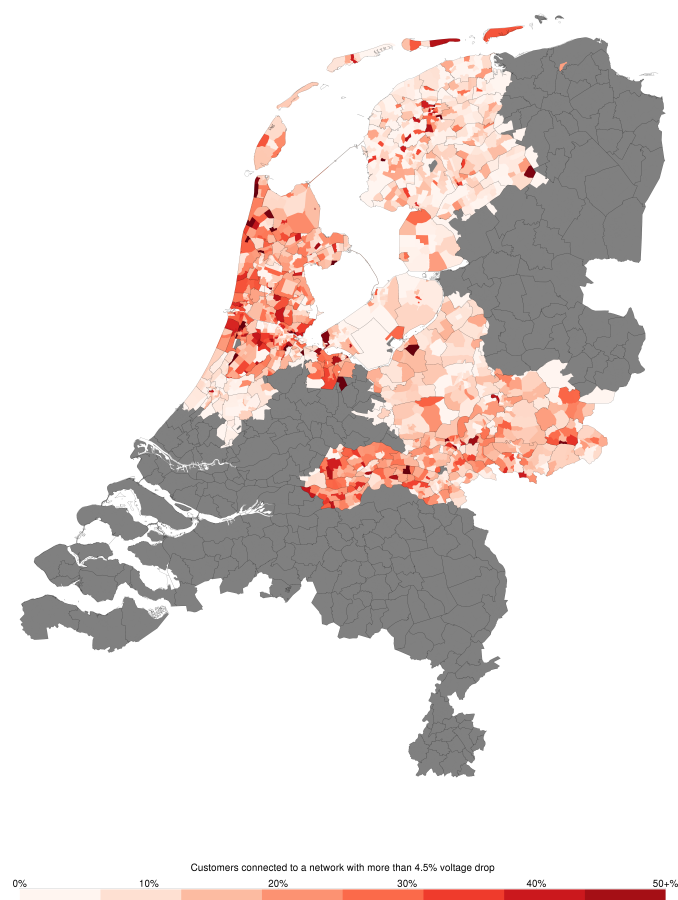 Customers connected to a network with more than 4.5% voltage drop
0% 10% 20% 30% 40% 50+%